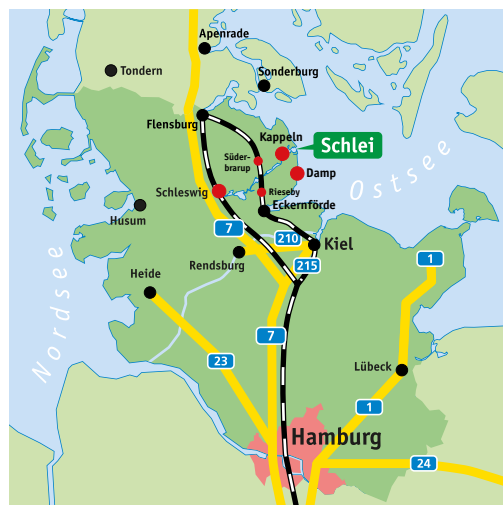 Apenrade
Tondern
Sonderburg
Flensburg
Kappeln
Schlei
Süder-
brarup
Damp
Schleswig
Rieseby
Ostsee
Eckernförde
Husum
7
210
Kiel
Rendsburg
215
1
Heide
Nordsee
7
23
Lübeck
1
Hamburg
24